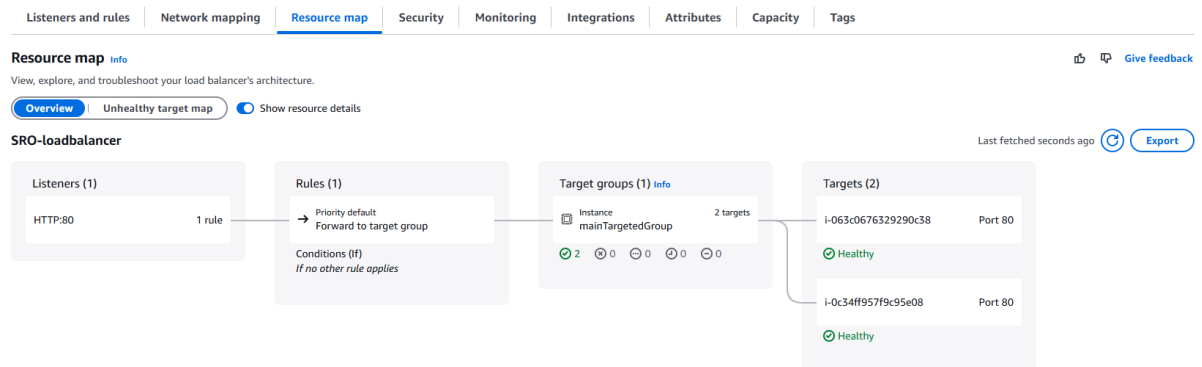 Listeners and rules Network mapping Resource map Security Monitoring Integrations Attributes Capacity Tags
Resource map Info
Give feedback
View, explore, and troubleshoot your load balancer's architecture.
Overview Unhealthy target map Show resource details
SRO-loadbalancer
Last fetched seconds ago Export
Listeners (1)
HTTP:80 1 rule
Rules (1)
Priority default
Forward to target group
Conditions (If)
If no other rule applies
Target groups (1) Info
Instance 2 targets
mainTargetedGroup
2 0 0 0 0
Targets (2)
i-063c0676329290c38 Port 80
Healthy
i-0c34ff957f9c95e08 Port 80
Healthy